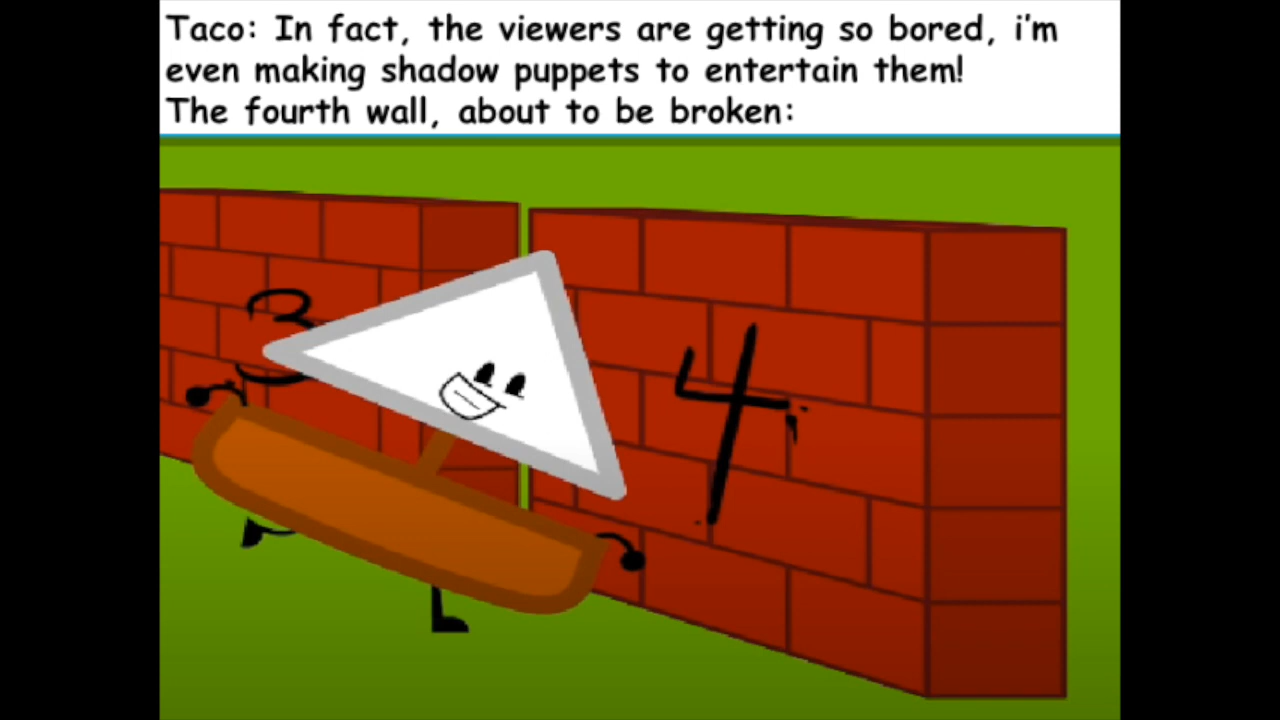 Taco: In fact, the viewers are getting so bored, i'm
even making shadow puppets to entertain them!
The fourth wall, about to be broken:
3
4